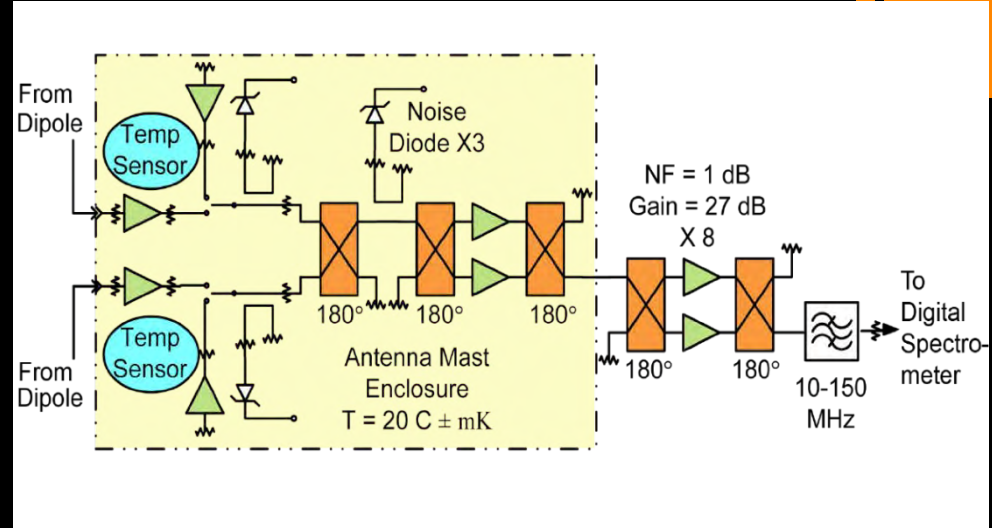 From
Dipole
Temp
Sensor
Noise
Diode X3
NF = 1 dB
Gain = 27 dB
X 8
180°
180°
180°
180°
180°
To
Digital
Spectro-
meter
Temp
Sensor
From
Dipole
Antenna Mast
Enclosure
T = 20 C ± mK
10-150
MHz